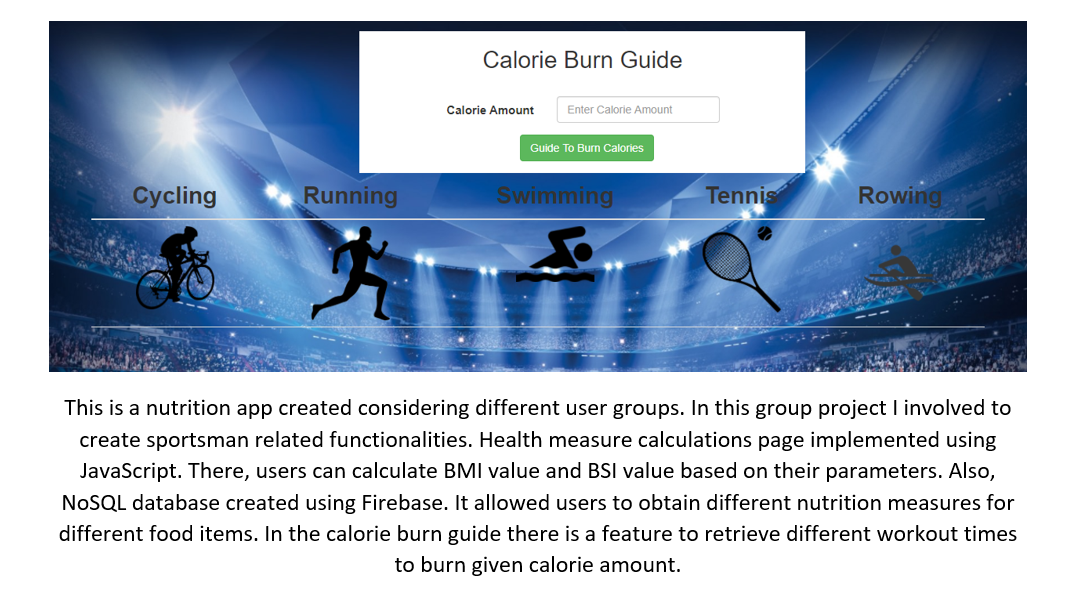 Calorie Burn Guide
Calorie Amount Enter Calorie Amount
Guide To Burn Calories
Cycling Running Swimming Tennis Rowing
This is a nutrition app created considering different user groups. In this group project I involved to
create sportsman related functionalities. Health measure calculations page implemented using
JavaScript. There, users can calculate BMI value and BSI value based on their parameters. Also,
NoSQL database created using Firebase. It allowed users to obtain different nutrition measures for
different food items. In the calorie burn guide there is a feature to retrieve different workout times
to burn given calorie amount.